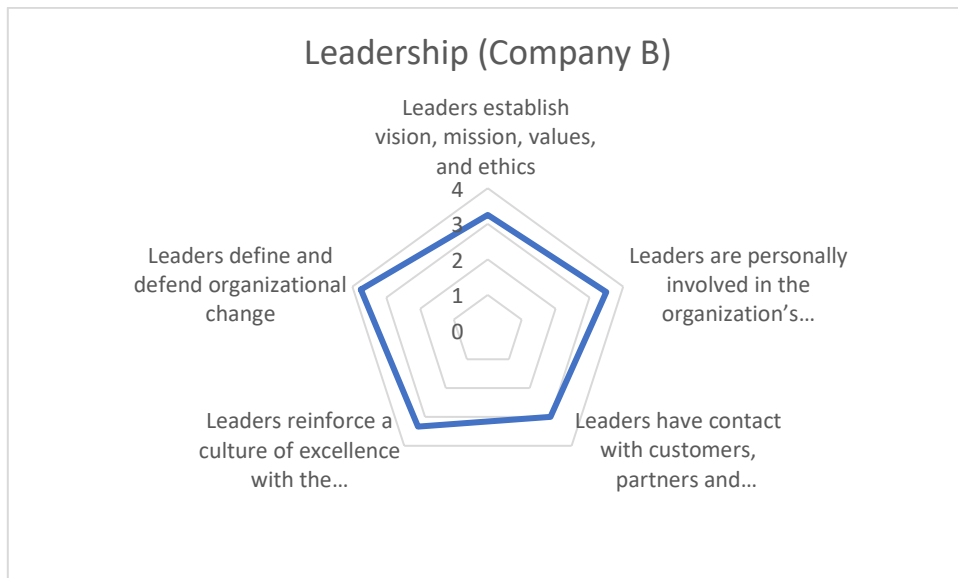 Leadership (Company B)
Leaders establish
vision, mission, values,
and ethics
4
3
2
1
0
Leaders are personally
involved in the
organization’s...
Leaders have contact
with customers,
partners and...
Leaders reinforce a
culture of excellence
with the...
Leaders define and
defend organizational
change